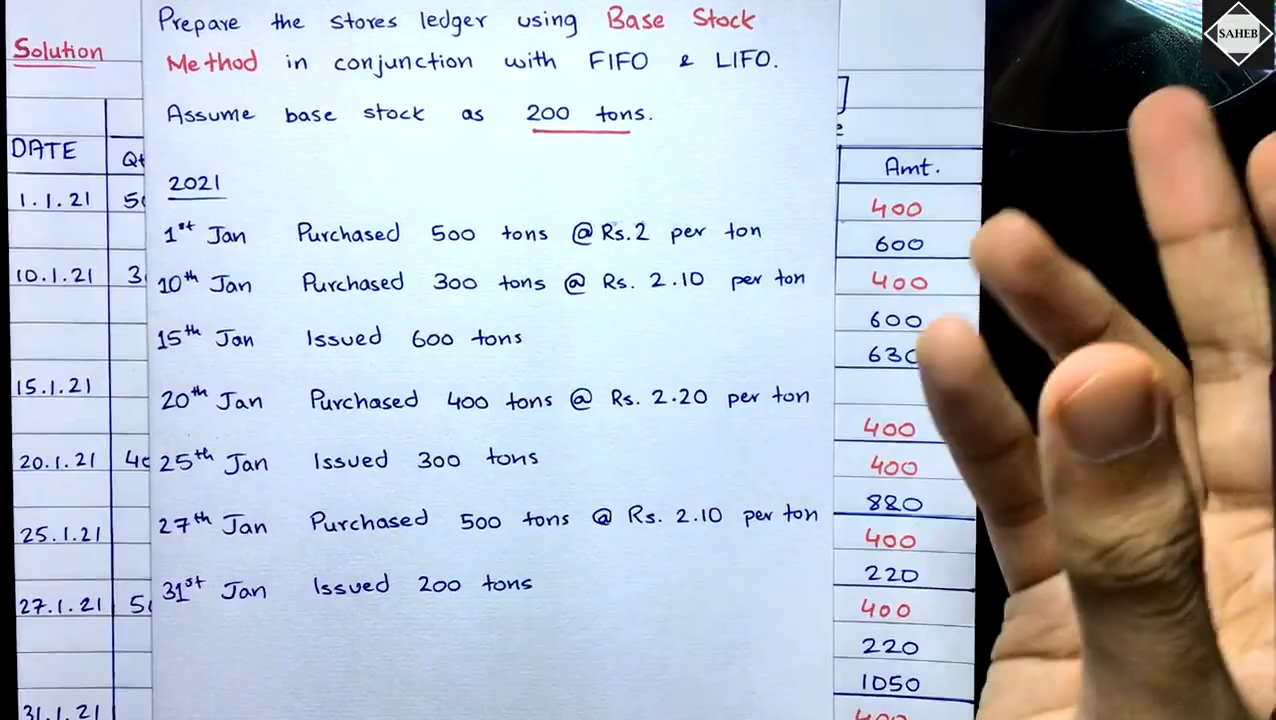 Prepare the stores ledger using Base Stock
Method in conjunction with FIFO & LIFO.
Assume base stock as 200 tons.
2021
1st Jan Purchased 500 tons @ Rs.2 per ton
10th Jan Purchased 300 tons @ Rs. 2.10 per ton
15th Jan Issued 600 tons
20th Jan Purchased 400 tons @ Rs. 2.20 per ton
25th Jan Issued 300 tons
27th Jan Purchased 500 tons @ Rs. 2.10 per ton
31st Jan Issued 200 tons
Solution
DATE
1.1.21
10.1.21
15.1.21
20.1.21
25.1.21
27.1.21
31.1.21
]
Amt.
400
600
400
600
630
400
400
880
400
220
400
220
1050
400
SAHEB